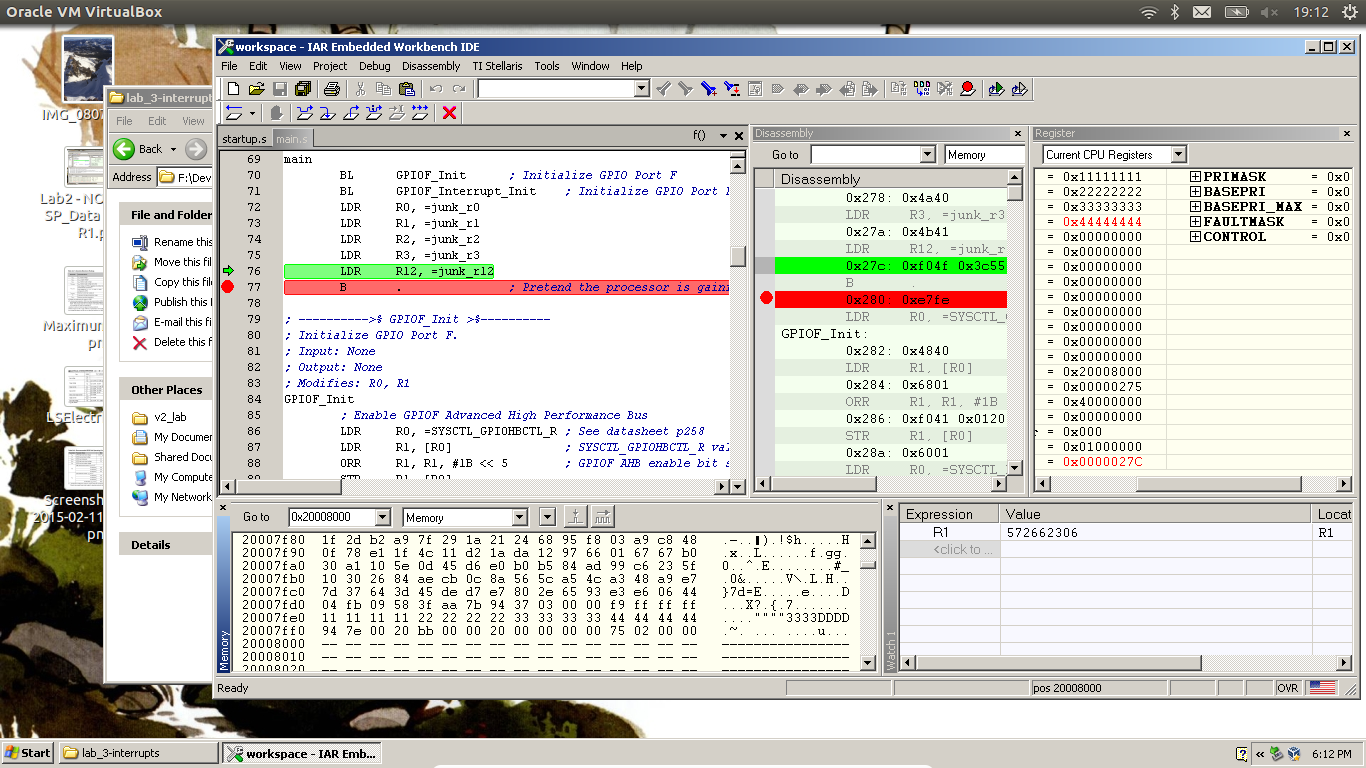 Oracle VM VirtualBox
19:12
IMG_0807
Lab2 - NO
SP_Data
R1.p
Maximum
pn
LSElectr
Screensh
2015-02-11
pn
lab_3-interrupt
File Edit View
Back
Address F:\Dev
File and Folder
Rename this
Move this fi
Copy this file
Publish this
E-mail this f
Delete this f
Other Places
v2_lab
My Documen
Shared Docu
My Compute
My Network
Details
workspace - IAR Embedded Workbench IDE
File Edit View Project Debug Disassembly TI Stellaris Tools Window Help
startup.s main.s f()
69 main
70 BL GPIOF_Init ; Initialize GPIO Port F
71 BL GPIOF_Interrupt_Init ; Initialize GPIO Port
72 LDR R0, =junk_r0
73 LDR R1, =junk_r1
74 LDR R2, =junk_r2
75 LDR R3, =junk_r3
76 LDR R12, =junk_r12
77 B . ; Pretend the processor is gain
78
79 ; ---------->$ GPIOF_Init >$----------
80 ; Initialize GPIO Port F.
81 ; Input: None
82 ; Output: None
83 ; Modifies: R0, R1
84 GPIOF_Init
85 ; Enable GPIOF Advanced High Performance Bus
86 LDR R0, =SYSCTL_GPIOHBCTL_R ; See datasheet p258
87 LDR R1, [R0] ; SYSCTL_GPIOHBCTL_R val
88 ORR R1, R1, #1B << 5 ; GPIOF AHB enable bit s
Disassembly
Go to Memory
Disassembly
0x278: 0x4a40
LDR R3, =junk_r3
0x27a: 0x4b41
LDR R12, =junk_r
0x27c: 0xf04f 0x3c55
B .
0x280: 0xe7fe
LDR R0, =SYSCTL_
GPIOF_Init:
0x282: 0x4840
LDR R1, [R0]
0x284: 0x6801
ORR R1, R1, #1B
0x286: 0xf041 0x0120
STR R1, [R0]
0x28a: 0x6001
LDR R0, =SYSCTL_
Register
Current CPU Registers
= 0x11111111 PRIMASK = 0x0
= 0x22222222 BASEPRI = 0x0
= 0x33333333 BASEPRI_MAX = 0x0
= 0x44444444 FAULTMASK = 0x0
= 0x00000000 CONTROL = 0x0
= 0x00000000
= 0x00000000
= 0x00000000
= 0x00000000
= 0x00000000
= 0x00000000
= 0x00000000
= 0x00000000
= 0x20008000
= 0x00000275
= 0x40000000
= 0x000
= 0x01000000
= 0x0000027C
Go to 0x20008000 Memory
20007f80 1f 2d b2 a9 7f 29 1a 21 24 68 95 f8 03 a9 c8 48
20007f90 0f 78 e1 1f 4c 11 d2 1a da 12 97 66 01 67 67 b0
20007fa0 30 a1 10 5e 0d 45 d6 e0 b0 b5 84 ad 99 c6 23 5f
20007fb0 10 30 26 84 ae cb 0c 8a 56 5c a5 4c a3 48 a9 e7
20007fc0 7d 37 64 3d 45 de d7 e7 80 2e 65 93 e3 e6 06 44
20007fd0 04 fb 09 58 3f aa 7b 94 37 03 00 00 f9 ff ff ff
20007fe0 11 11 11 11 22 22 22 22 33 33 33 33 44 44 44 44
20007ff0 94 7e 00 20 bb 00 00 20 00 00 00 00 75 02 00 00
20008000 -- -- -- -- -- -- -- -- -- -- -- -- -- -- -- --
20008010 -- -- -- -- -- -- -- -- -- -- -- -- -- -- -- --
20008020
Memory
Expression Value Locat
R1 572662306 R1
<click to ...
Watch 1
Ready pos 20008000 OVR
Start lab_3-interrupts workspace - IAR Emb... 6:12 PM